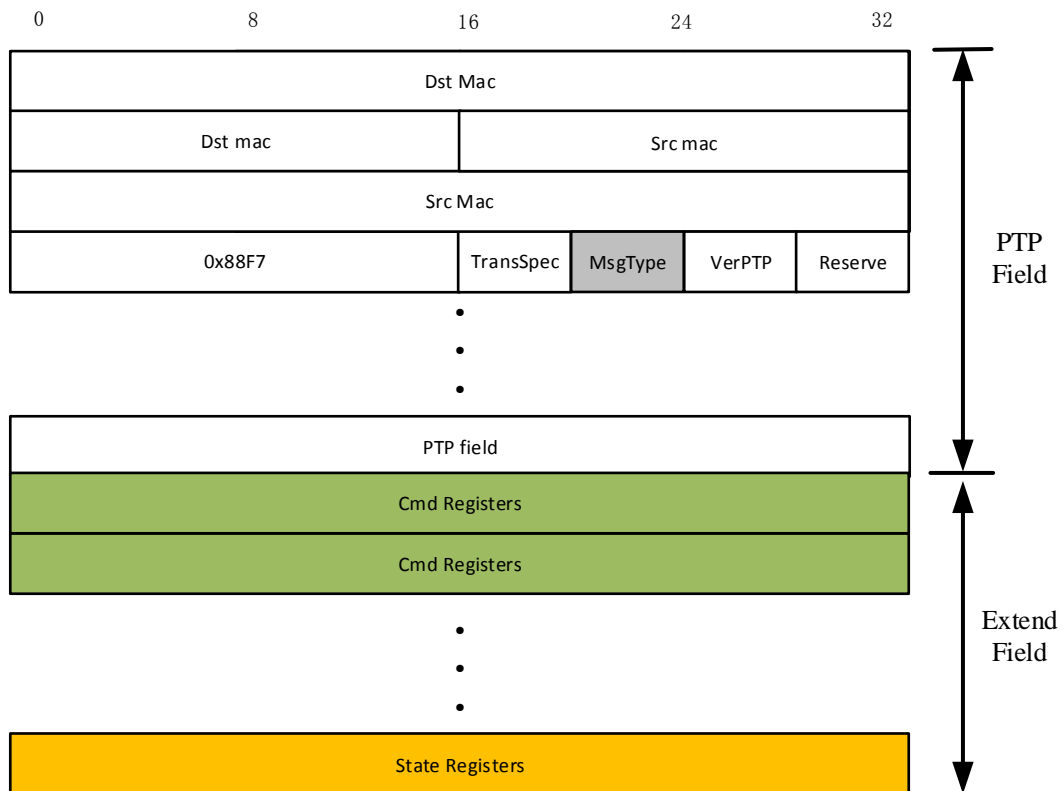 0 8 16 24 32
Dst Mac
Dst mac Src mac
Src Mac
0x88F7 TransSpec MsgType VerPTP Reserve
PTP
Field
PTP field
Cmd Registers
Cmd Registers
Extend
Field
State Registers